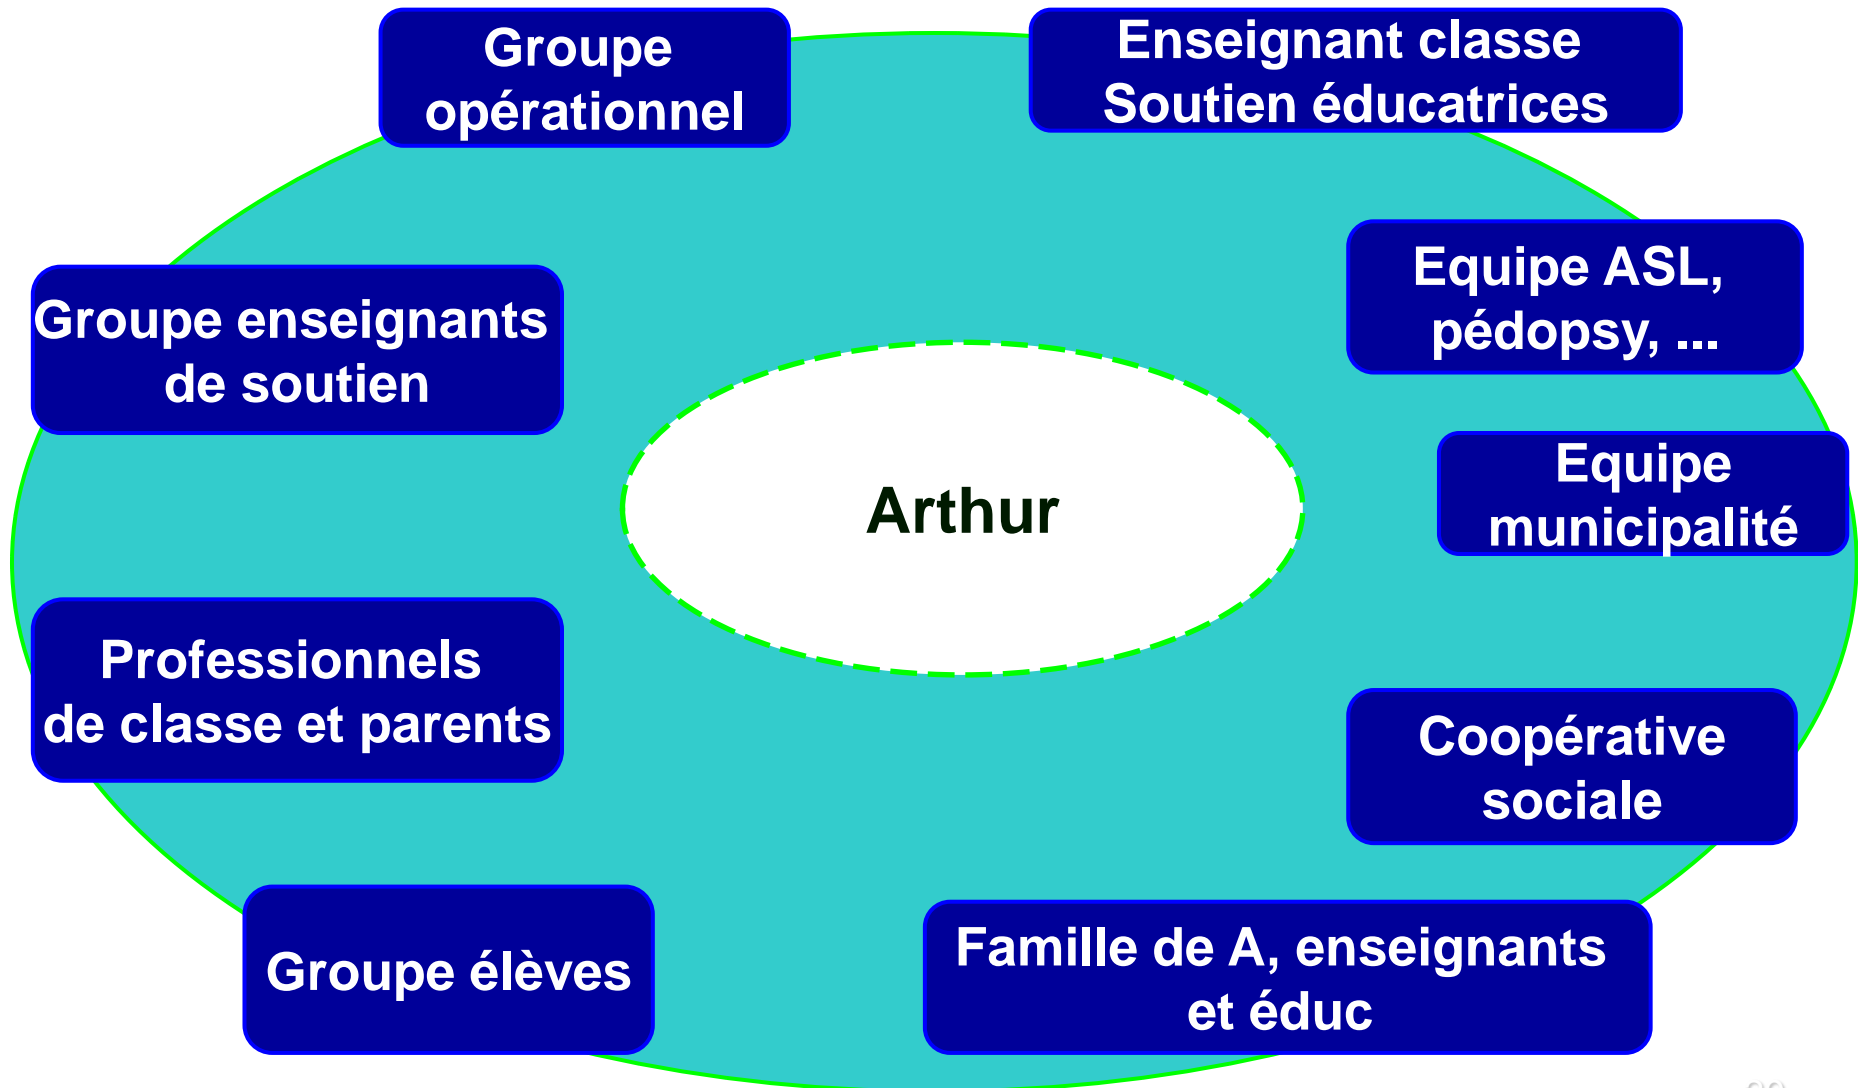 Groupe
opérationnel
Enseignant classe
Soutien éducatrices
Equipe ASL,
pédopsy, ...
Groupe enseignants
de soutien
Equipe
municipalité
Arthur
Professionnels
de classe et parents
Coopérative
sociale
Groupe élèves
Famille de A, enseignants
et éduc